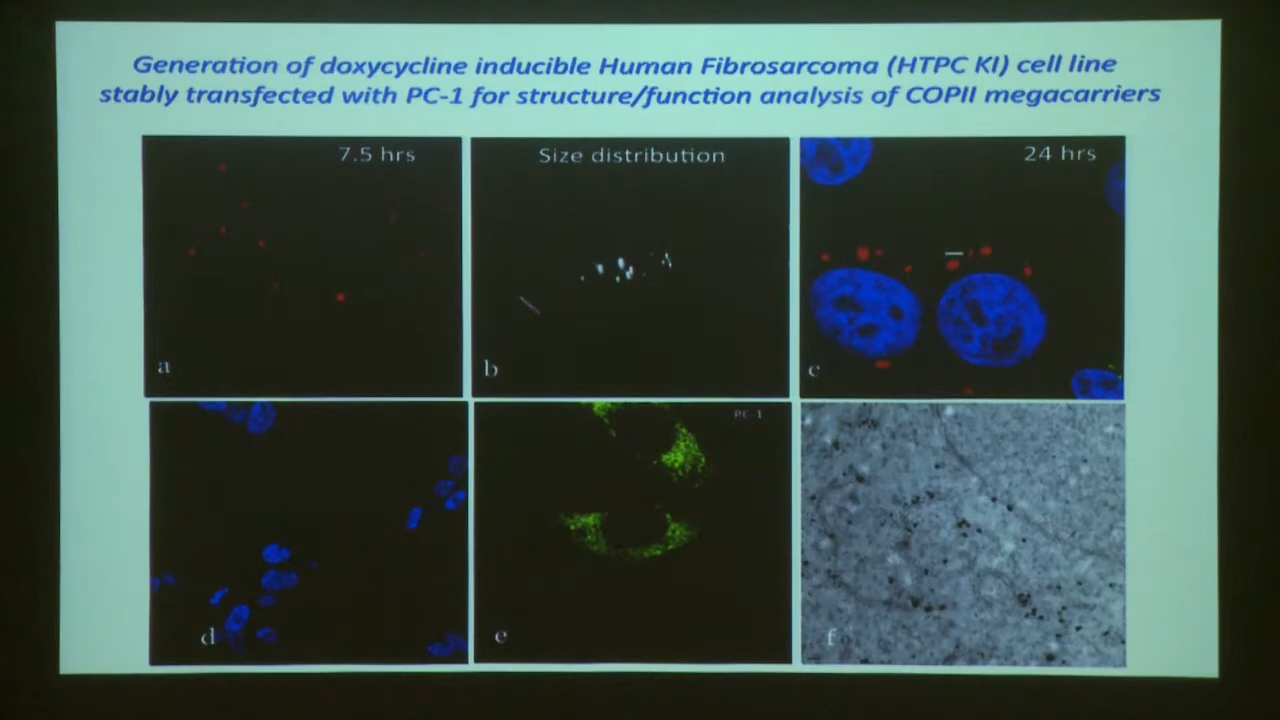 Generation of doxycycline inducible Human Fibrosarcoma (HTPC KI) cell line
stably transfected with PC-1 for structure/function analysis of COPII megacarriers
7.5 hrs
Size distribution
24 hrs
a
b
c
PC-1
d
e
f